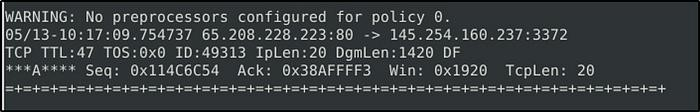 WARNING: No preprocessors configured for policy 0.
05/13-10:17:09.754737 65.208.228.223:80 -> 145.254.160.237:3372
TCP TTL:47 TOS:0x0 ID:49313 IpLen:20 DgmLen:1420 DF
***A**** Seq: 0x114C6C54  Ack: 0x38AFFFF3  Win: 0x1920  TcpLen: 20
=+=+=+=+=+=+=+=+=+=+=+=+=+=+=+=+=+=+=+=+=+=+=+=+=+=+=+=+=+=+=+=+=+=+=+=+=+